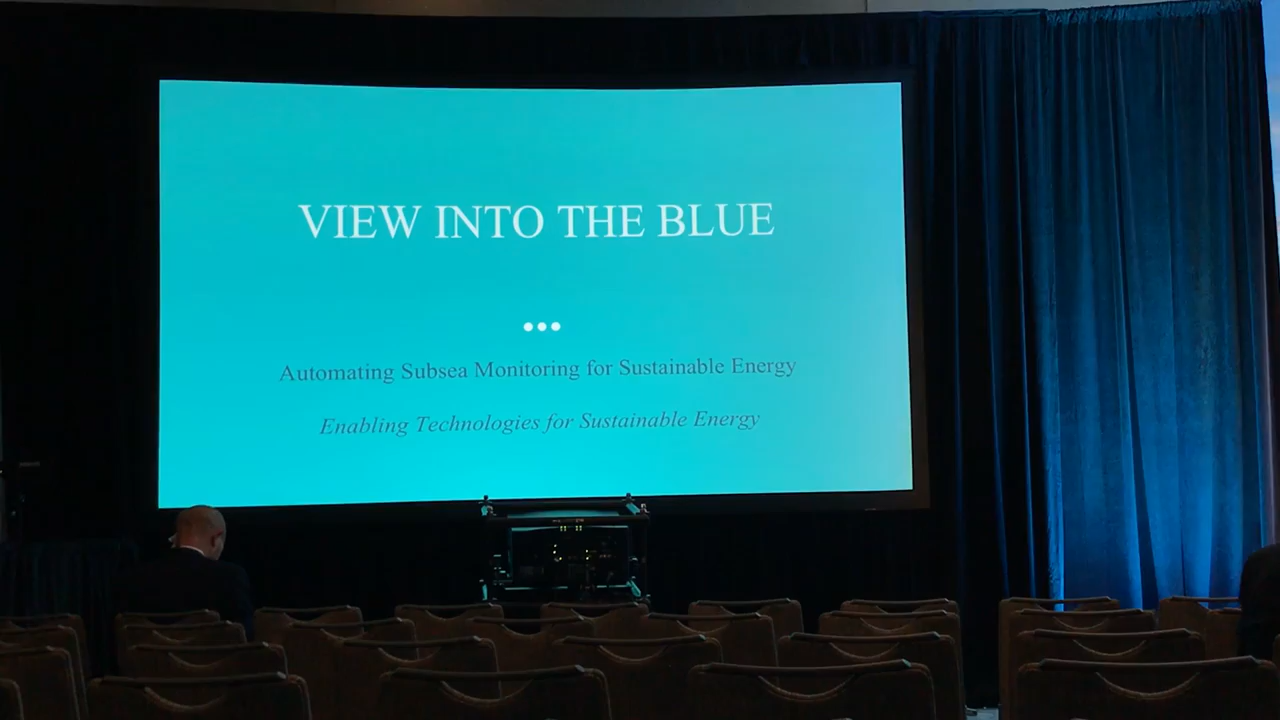 VIEW INTO THE BLUE
Automating Subsea Monitoring for Sustainable Energy
Enabling Technologies for Sustainable Energy